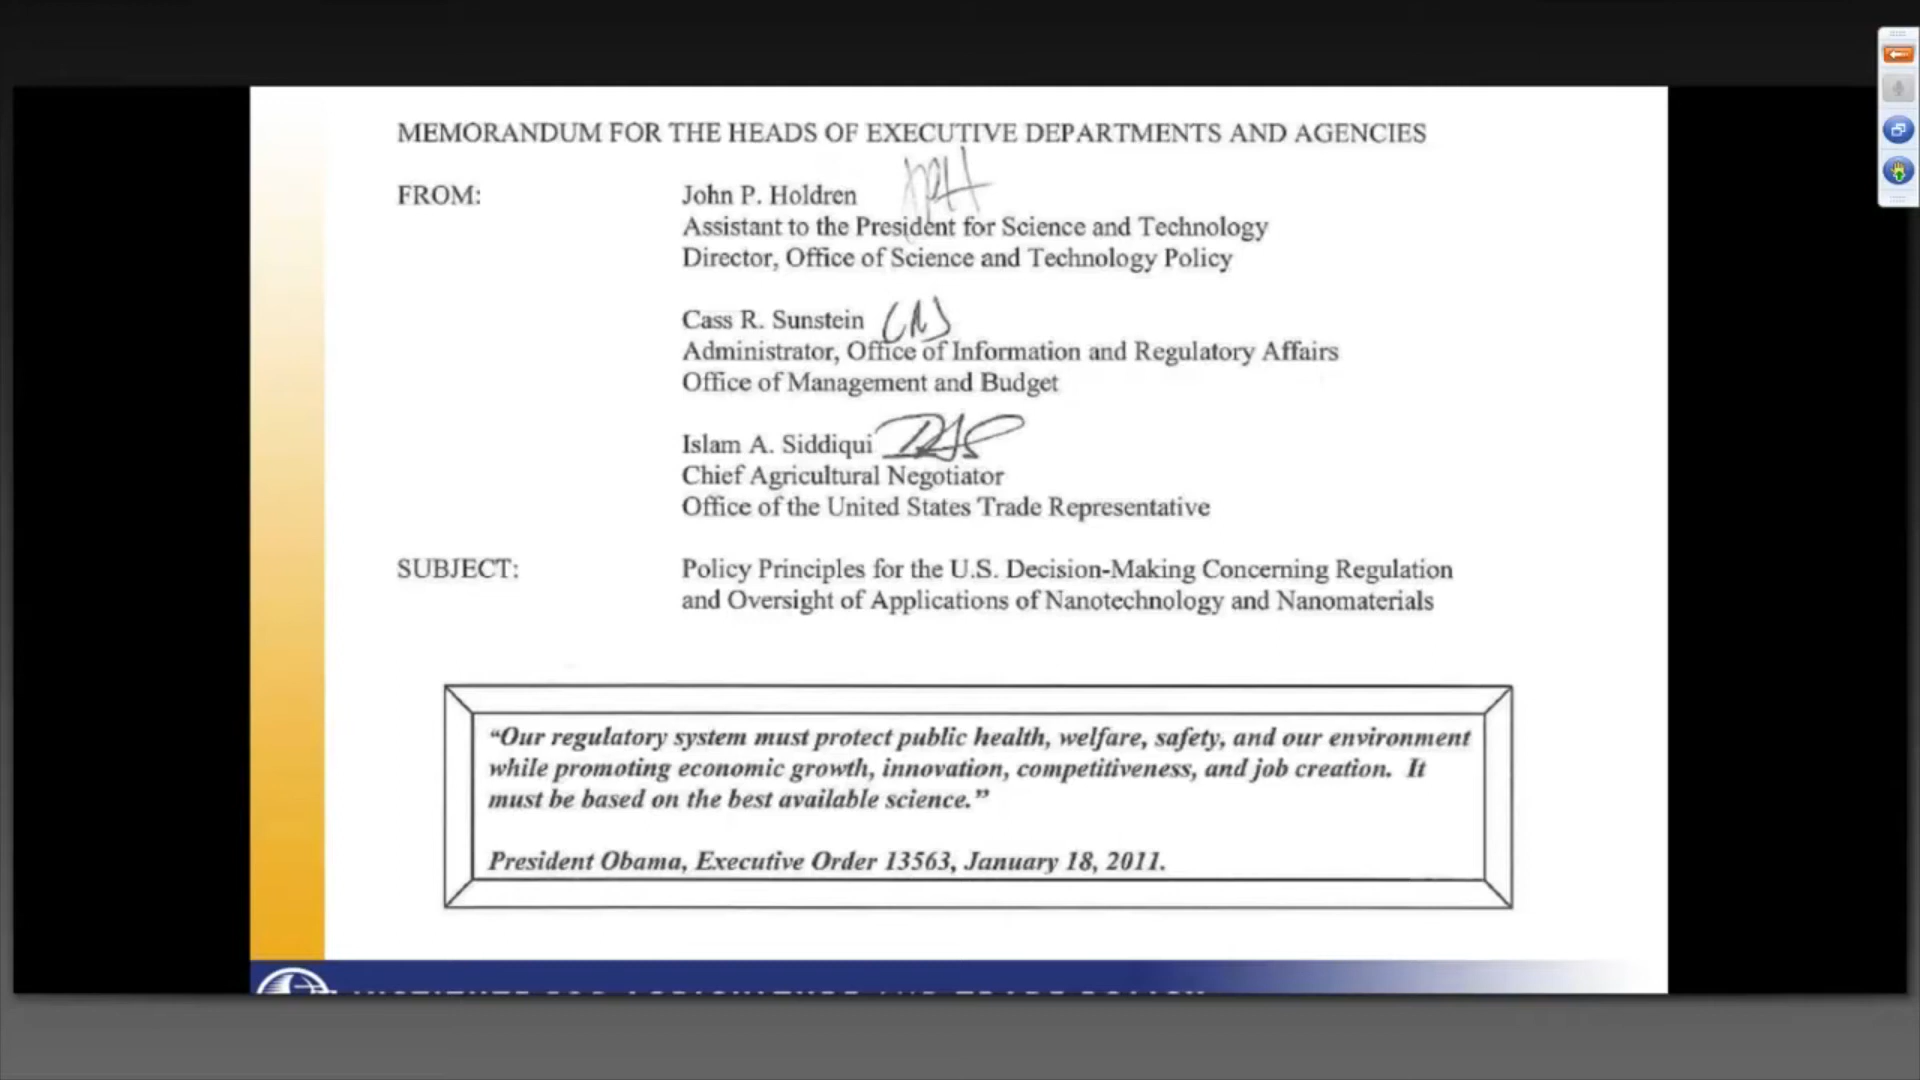 MEMORANDUM FOR THE HEADS OF EXECUTIVE DEPARTMENTS AND AGENCIES
FROM:
John P. Holdren
Assistant to the President for Science and Technology
Director, Office of Science and Technology Policy
Cass R. Sunstein
Administrator, Office of Information and Regulatory Affairs
Office of Management and Budget
Islam A. Siddiqui
Chief Agricultural Negotiator
Office of the United States Trade Representative
SUBJECT:
Policy Principles for the U.S. Decision-Making Concerning Regulation
and Oversight of Applications of Nanotechnology and Nanomaterials
“Our regulatory system must protect public health, welfare, safety, and our environment
while promoting economic growth, innovation, competitiveness, and job creation. It
must be based on the best available science.”
President Obama, Executive Order 13563, January 18, 2011.